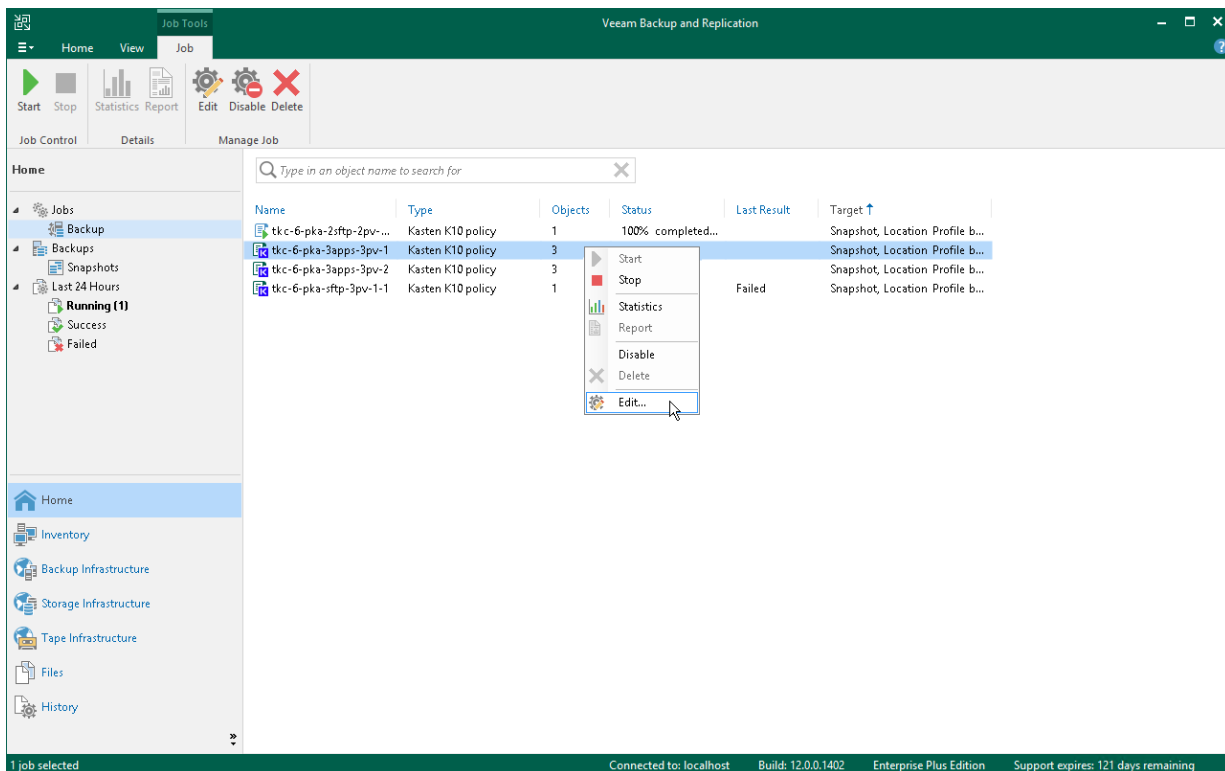 Job Tools
Veeam Backup and Replication
Home View Job
Start Stop Statistics Report Edit Disable Delete
Job Control Details Manage Job
Home
Type in an object name to search for
Jobs
Backup
Backups
Snapshots
Last 24 Hours
Running (1)
Success
Failed
Name Type Objects Status Last Result Target
tkc-6-pka-2sftp-2pv-... Kasten K10 policy 1 100% completed... Snapshot, Location Profile b...
tkc-6-pka-3apps-3pv-1 Kasten K10 policy 3 Snapshot, Location Profile b...
tkc-6-pka-3apps-3pv-2 Kasten K10 policy 3 Snapshot, Location Profile b...
tkc-6-pka-sftp-3pv-1-1 Kasten K10 policy 1 Failed Snapshot, Location Profile b...
Start
Stop
Statistics
Report
Disable
Delete
Edit...
Home
Inventory
Backup Infrastructure
Storage Infrastructure
Tape Infrastructure
Files
History
1 job selected Connected to: localhost Build: 12.0.0.1402 Enterprise Plus Edition Support expires: 121 days remaining